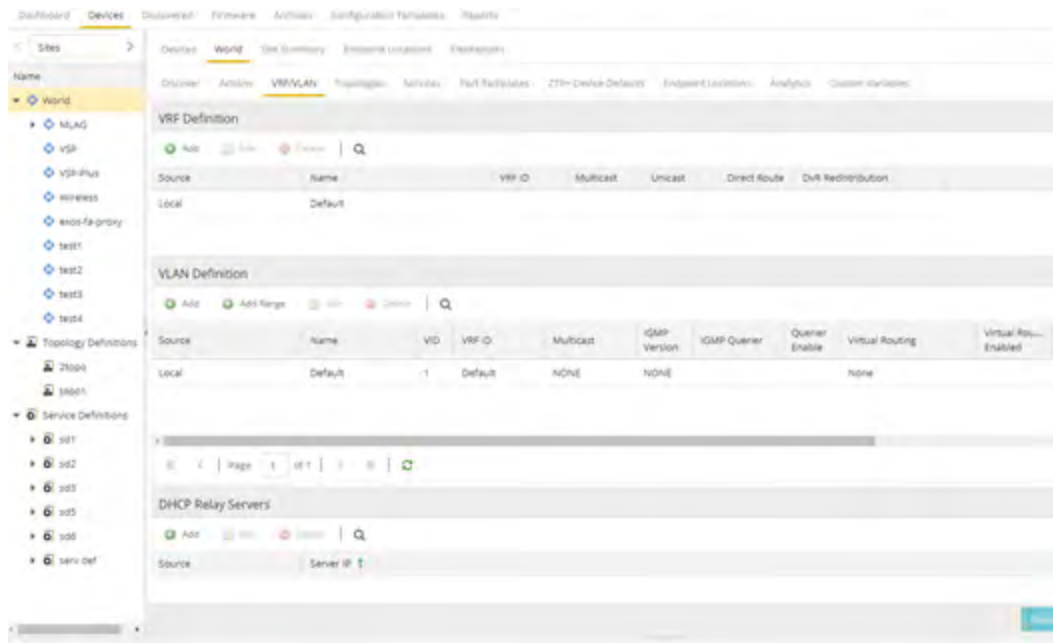 Dashboard Devices Discovered Firmware Archives Configuration Templates Reports
Sites
Devices World Site Summary Endpoint Locations FlexReports
Name
Discover Actions VRF/VLAN Topologies Services Port Templates ZTP+ Device Defaults Endpoint Locations Analytics Custom Variables
World
MLAG
VSP
VSP-Plus
Wireless
exos-fa-proxy
test1
test2
test3
test4
Topology Definitions
2topo
topo1
Service Definitions
sd1
sd2
sd3
sd5
sd6
serv def
VRF Definition
Add Edit Delete
Source Name VRF ID Multicast Unicast Direct Route DvR Redistribution
Local Default
VLAN Definition
Add Add Range Edit Delete
Source Name VID VRF ID Multicast IGMP Version IGMP Querier Querier Enable Virtual Routing Virtual Rou... Enabled
Local Default 1 Default NONE NONE None
Page 1 of 1
DHCP Relay Servers
Add Edit Delete
Source Server IP